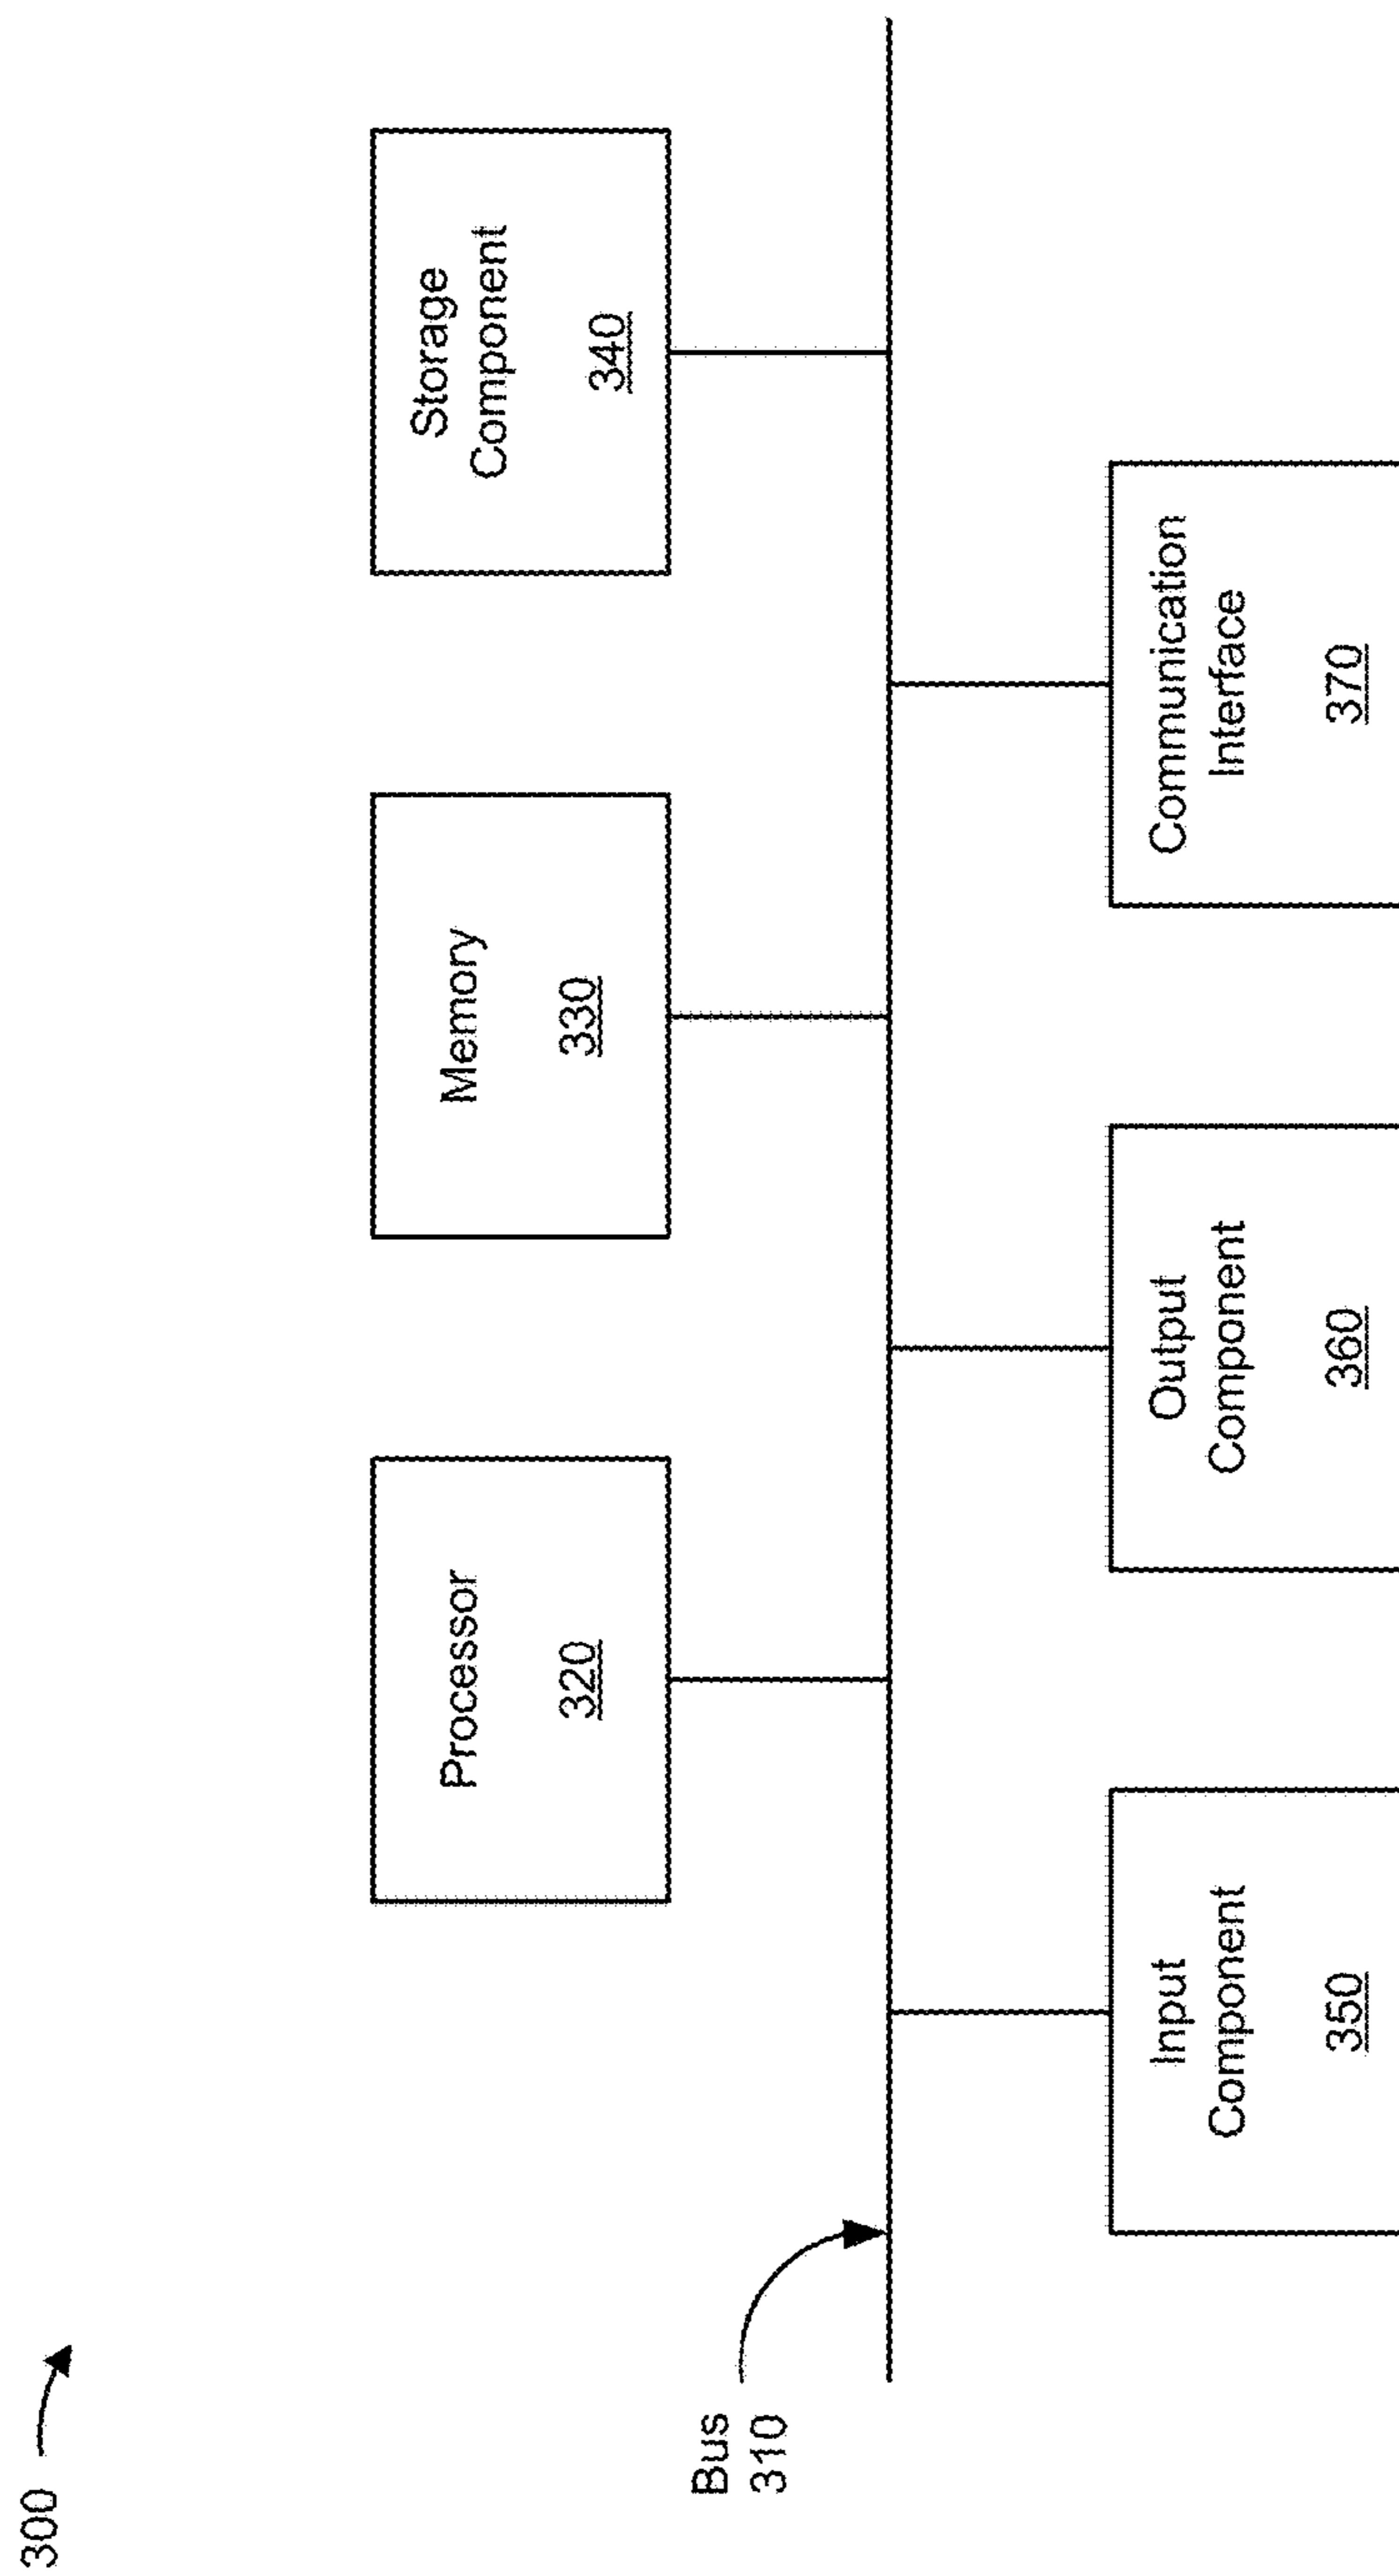 300
Processor
320
Memory
330
Storage
Component
340
Bus
310
Input
Component
350
Output
Component
360
Communication
Interface
370